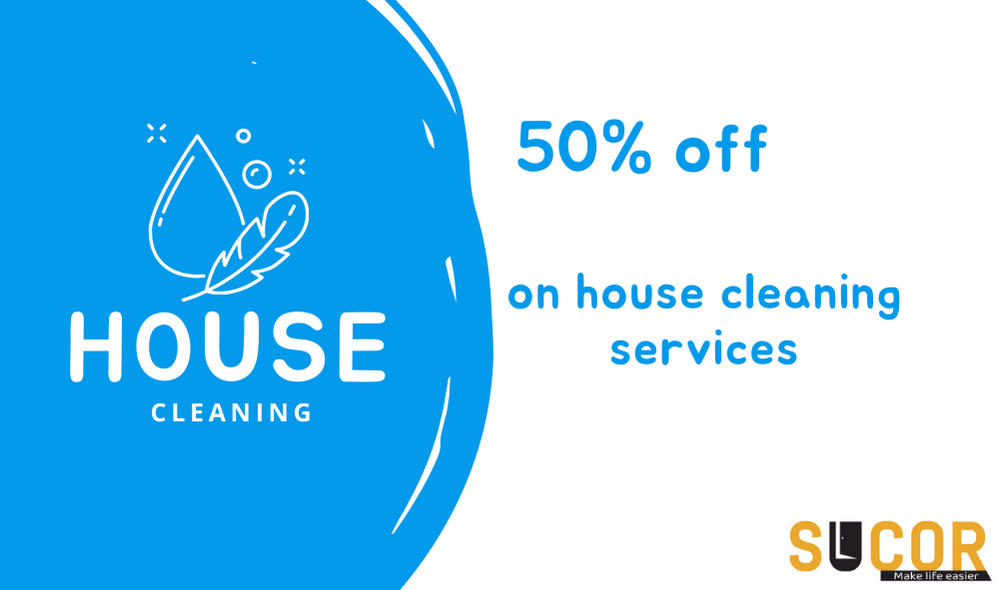 HOUSE
CLEANING
50% off
on house cleaning
services
SUCOR
Make life easier